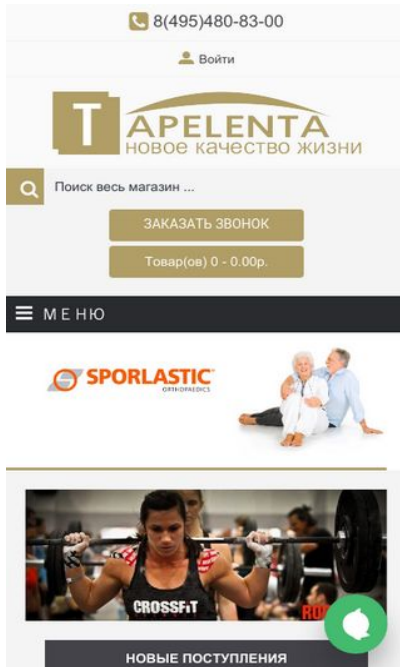 8(495)480-83-00
Войти
TAPELENTA
НОВОЕ КАЧЕСТВО ЖИЗНИ
Поиск весь магазин ...
ЗАКАЗАТЬ ЗВОНОК
Товар(ов) 0 - 0.00р.
МЕНЮ
SPORLASTIC
ORTHOPAEDICS
CROSSFIT
НОВЫЕ ПОСТУПЛЕНИЯ